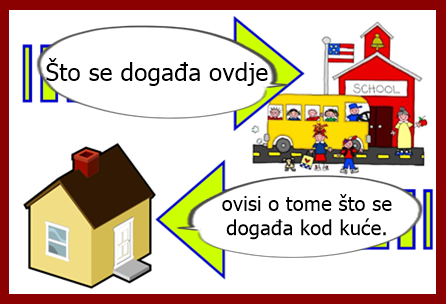 Što se događa ovdje
SCHOOL
ovisi o tome što se
događa kod kuće.